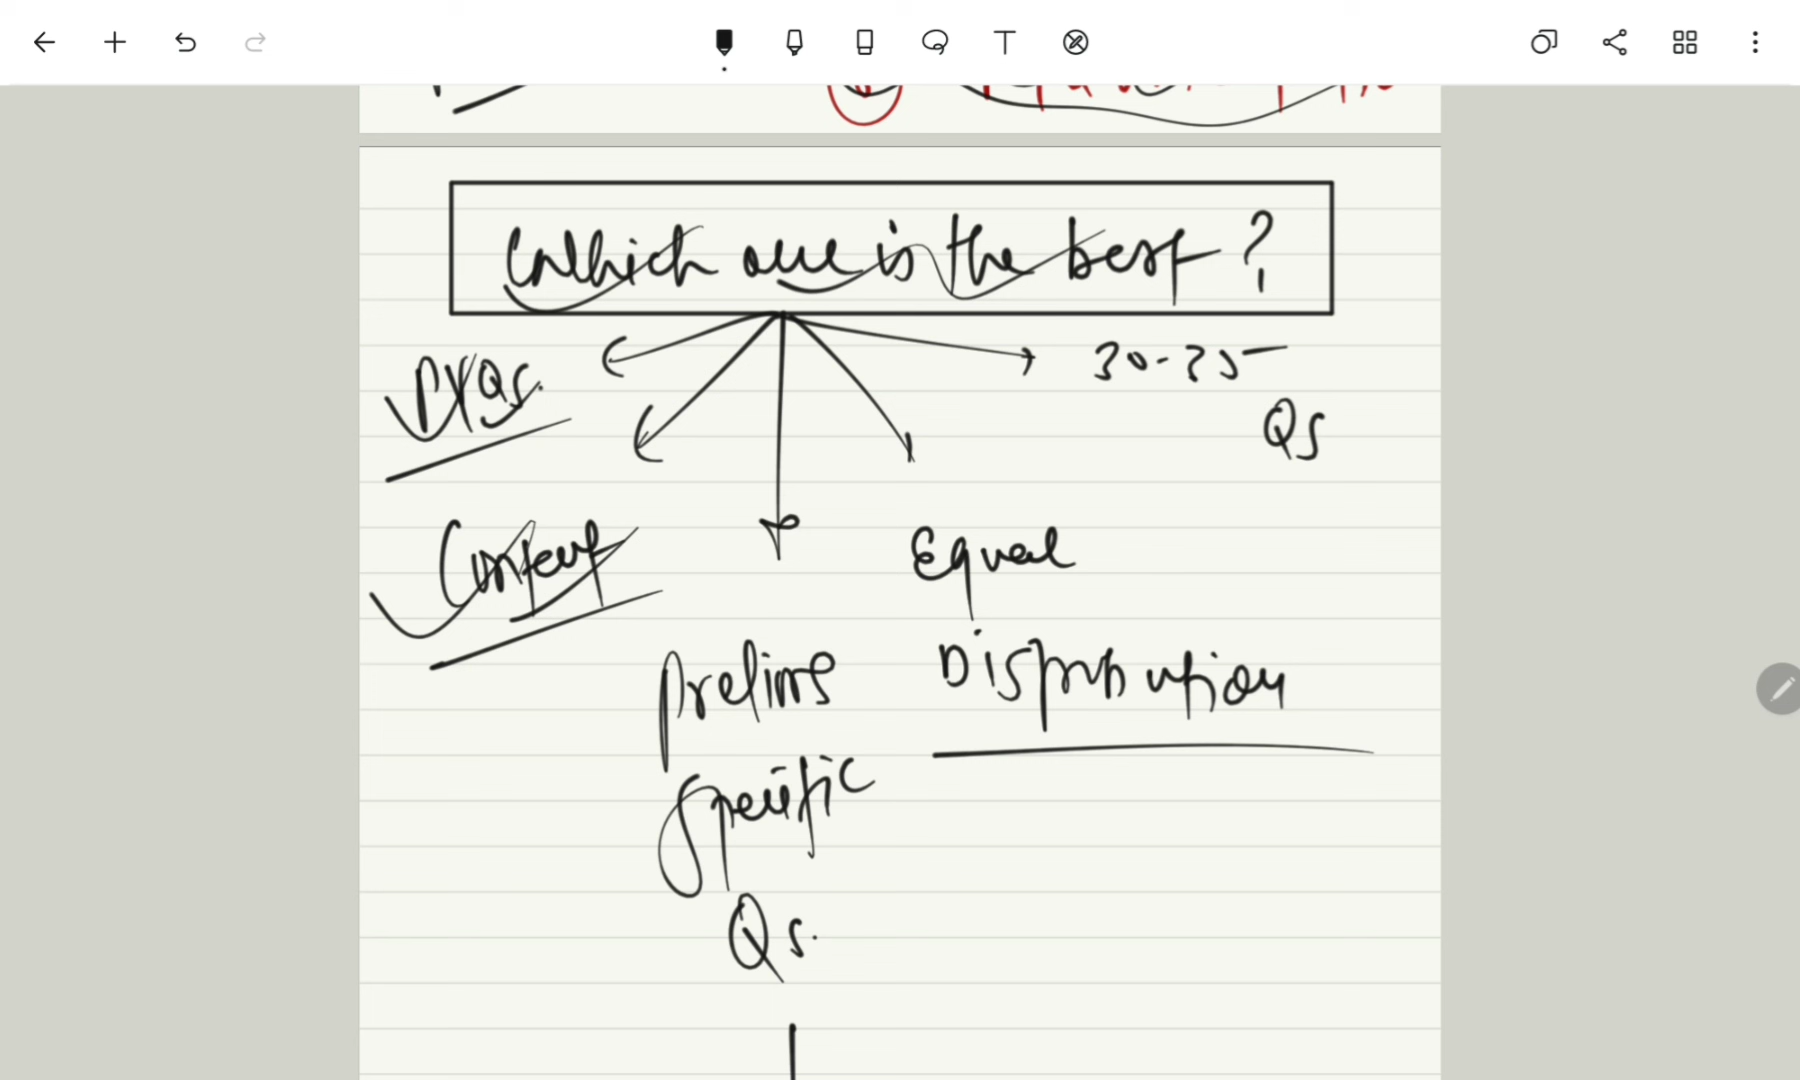 Which one is the best ?
PYQs.
30-35
Qs
Content
Equal
Distribution
Prelims
Specific
Qs.